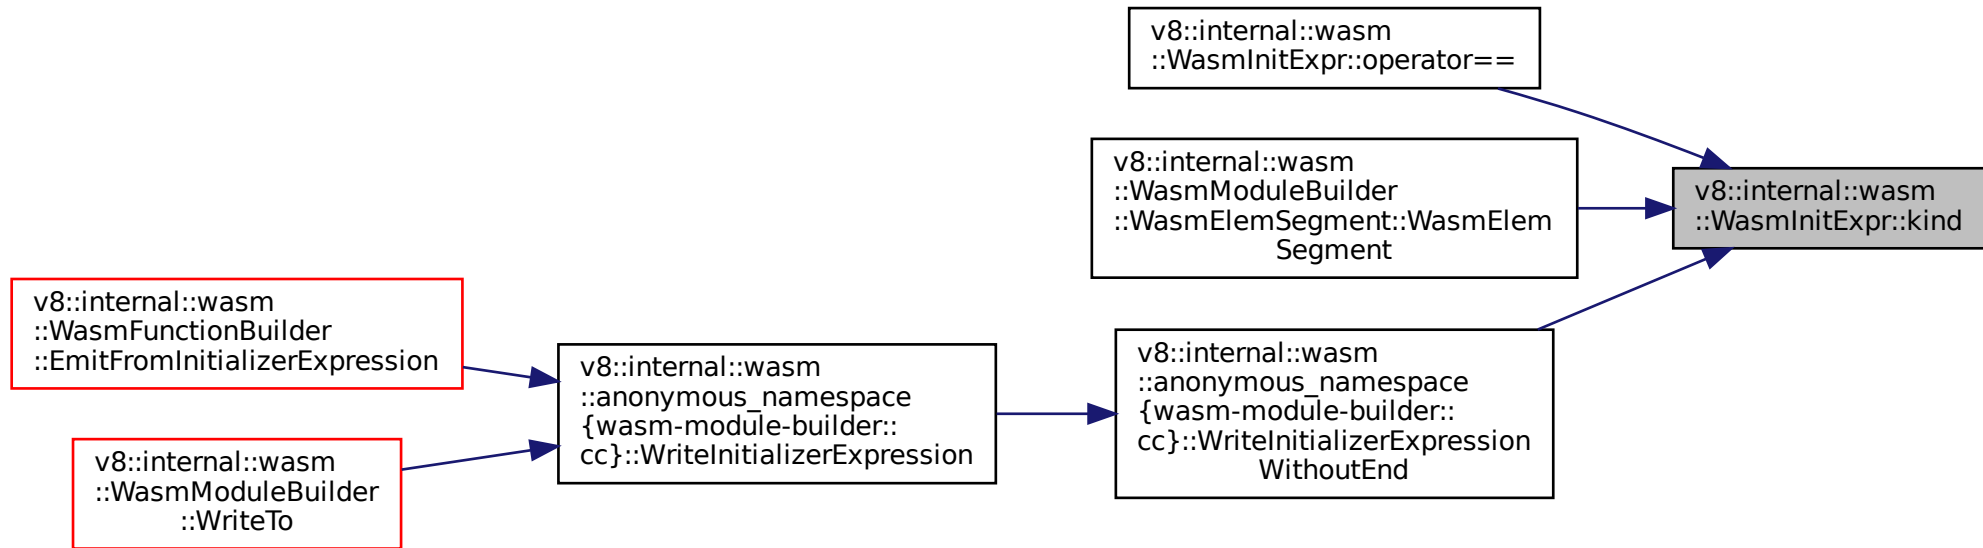 v8::internal::wasm
::WasmInitExpr::operator==
v8::internal::wasm
::WasmModuleBuilder
::WasmElemSegment::WasmElem
Segment
v8::internal::wasm
::WasmInitExpr::kind
v8::internal::wasm
::WasmFunctionBuilder
::EmitFromInitializerExpression
v8::internal::wasm
::anonymous_namespace
{wasm-module-builder::
cc}::WriteInitializerExpression
v8::internal::wasm
::anonymous_namespace
{wasm-module-builder::
cc}::WriteInitializerExpression
WithoutEnd
v8::internal::wasm
::WasmModuleBuilder
::WriteTo